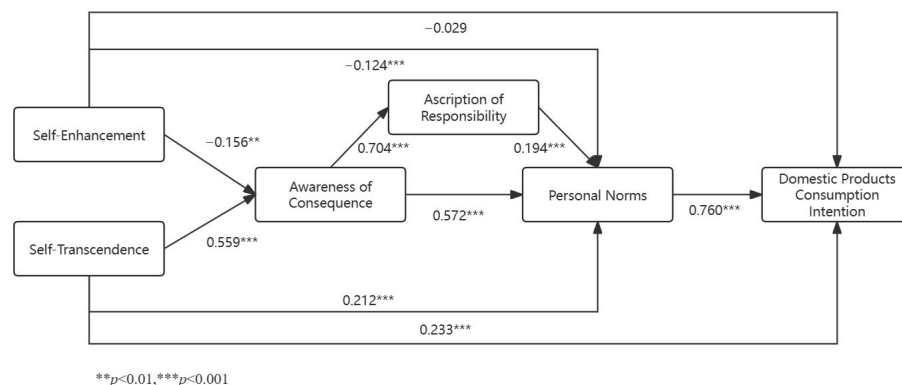 −0.029
−0.124***
Ascription of
Responsibility
Self-Enhancement
−0.156**
0.704***
0.194***
Awareness of
Consequence
Personal Norms
Domestic Products
Consumption
Intention
0.572***
0.760***
Self-Transcendence
0.559***
0.212***
0.233***
**p<0.01,***p<0.001